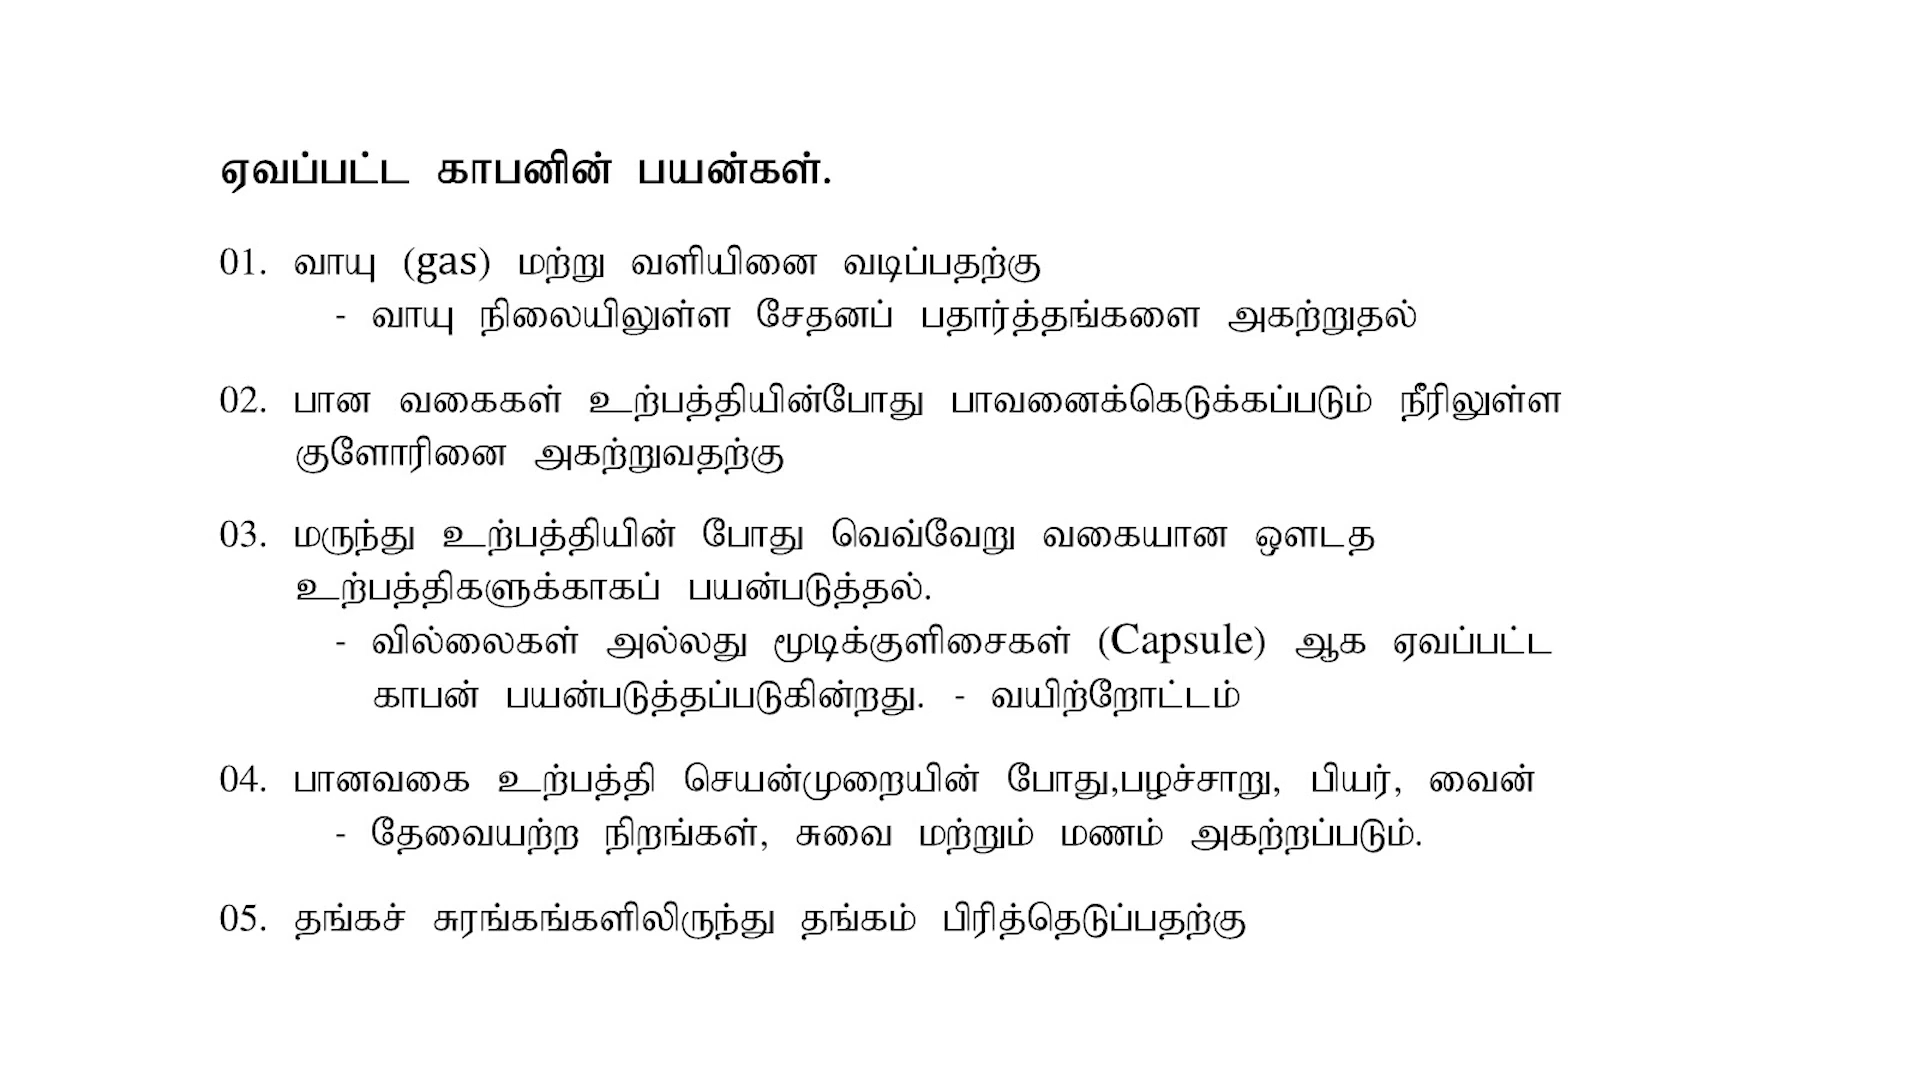 ஏவப்பட்ட காபனின் பயன்கள்.
01. வாயு (gas) மற்று வளியினை வடிப்பதற்கு
- வாயு நிலையிலுள்ள சேதனப் பதார்த்தங்களை அகற்றுதல்
02. பான வகைகள் உற்பத்தியின்போது பாவனைக்கெடுக்கப்படும் நீரிலுள்ள
குளோரினை அகற்றுவதற்கு
03. மருந்து உற்பத்தியின் போது வெவ்வேறு வகையான ஒளடத
உற்பத்திகளுக்காகப் பயன்படுத்தல்.
- வில்லைகள் அல்லது மூடிக்குளிசைகள் (Capsule) ஆக ஏவப்பட்ட
காபன் பயன்படுத்தப்படுகின்றது. - வயிற்றோட்டம்
04. பானவகை உற்பத்தி செயன்முறையின் போது,பழச்சாறு, பியர், வைன்
- தேவையற்ற நிறங்கள், சுவை மற்றும் மணம் அகற்றப்படும்.
05. தங்கச் சுரங்கங்களிலிருந்து தங்கம் பிரித்தெடுப்பதற்கு